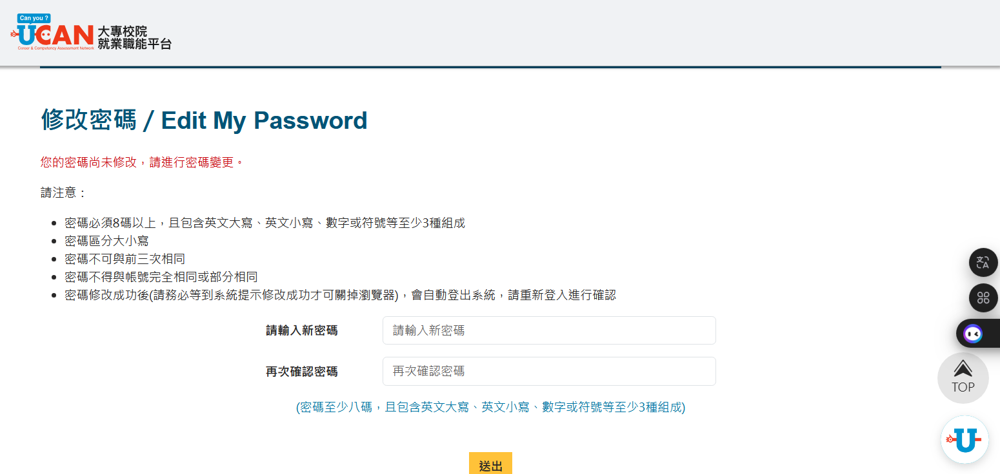 Can you ?
UCAN
Career & Competency Assessment Network
大專校院
就業職能平台
修改密碼 / Edit My Password
您的密碼尚未修改，請進行密碼變更。
請注意：
密碼必須8碼以上，且包含英文大寫、英文小寫、數字或符號等至少3種組成
密碼區分大小寫
密碼不可與前三次相同
密碼不得與帳號完全相同或部分相同
密碼修改成功後(請務必等到系統提示修改成功才可關掉瀏覽器)，會自動登出系統，請重新登入進行確認
請輸入新密碼 請輸入新密碼
再次確認密碼 再次確認密碼
(密碼至少八碼，且包含英文大寫、英文小寫、數字或符號等至少3種組成)
送出
文A
TOP
U